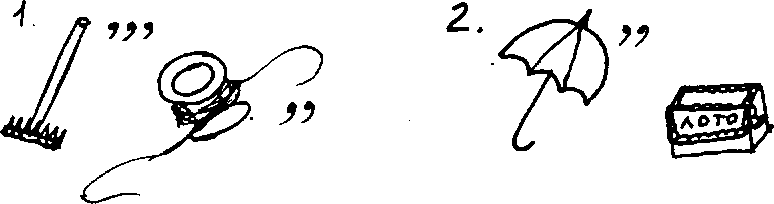 1. ,,,
,,
2. ,,
ЛОТО